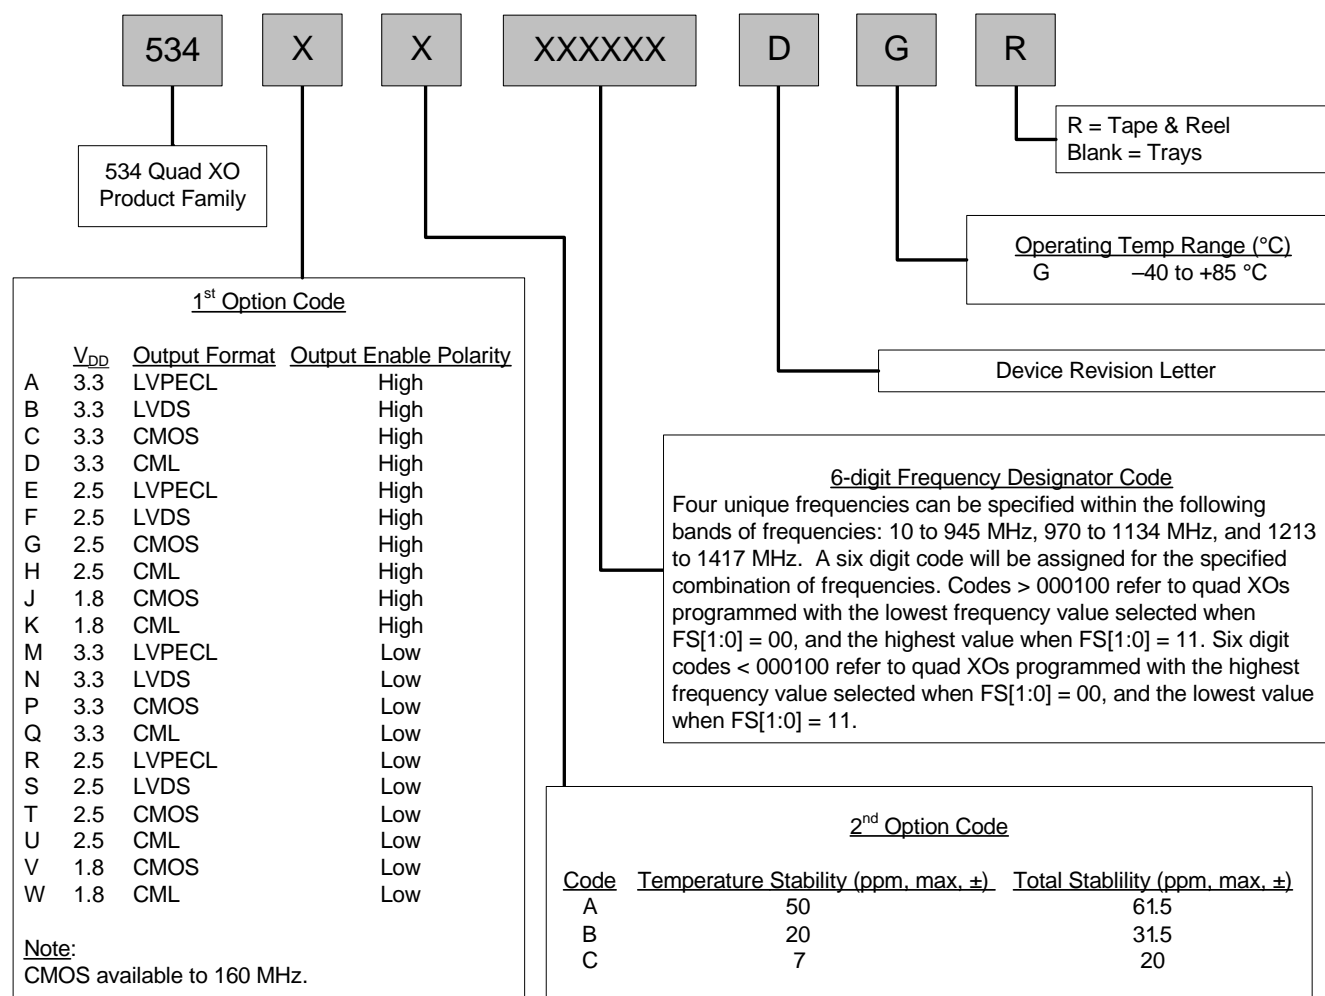 534 X X XXXXXX D G R
R = Tape & Reel
Blank = Trays
534 Quad XO
Product Family
Operating Temp Range (°C)
G –40 to +85 °C
Device Revision Letter
1st Option Code
VDD Output Format Output Enable Polarity
A 3.3 LVPECL High
B 3.3 LVDS High
C 3.3 CMOS High
D 3.3 CML High
E 2.5 LVPECL High
F 2.5 LVDS High
G 2.5 CMOS High
H 2.5 CML High
J 1.8 CMOS High
K 1.8 CML High
M 3.3 LVPECL Low
N 3.3 LVDS Low
P 3.3 CMOS Low
Q 3.3 CML Low
R 2.5 LVPECL Low
S 2.5 LVDS Low
T 2.5 CMOS Low
U 2.5 CML Low
V 1.8 CMOS Low
W 1.8 CML Low
Note:
CMOS available to 160 MHz.
6-digit Frequency Designator Code
Four unique frequencies can be specified within the following
bands of frequencies: 10 to 945 MHz, 970 to 1134 MHz, and 1213
to 1417 MHz. A six digit code will be assigned for the specified
combination of frequencies. Codes > 000100 refer to quad XOs
programmed with the lowest frequency value selected when
FS[1:0] = 00, and the highest value when FS[1:0] = 11. Six digit
codes < 000100 refer to quad XOs programmed with the highest
frequency value selected when FS[1:0] = 00, and the lowest value
when FS[1:0] = 11.
2nd Option Code
Code Temperature Stability (ppm, max, ±) Total Stablility (ppm, max, ±)
A 50 61.5
B 20 31.5
C 7 20